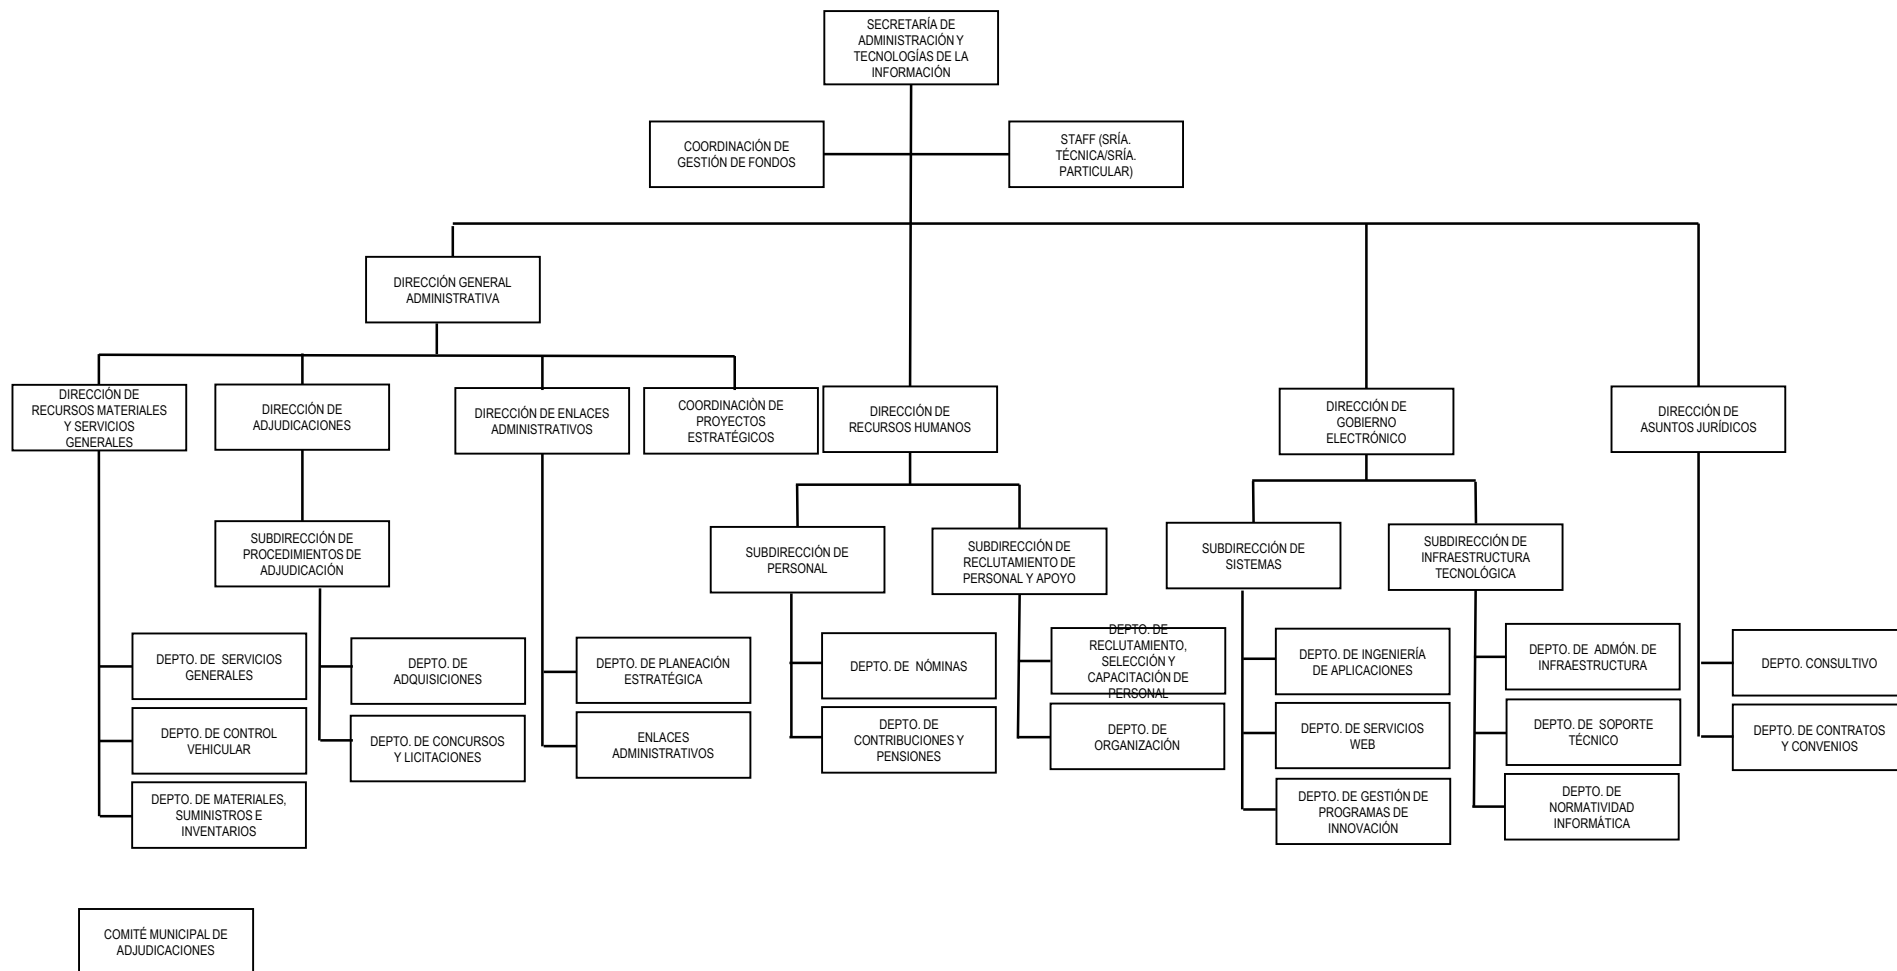 SECRETARÍA DE
ADMINISTRACIÓN Y
TECNOLOGÍAS DE LA
INFORMACIÓN
COORDINACIÓN DE
GESTIÓN DE FONDOS
STAFF (SRÍA.
TÉCNICA/SRÍA.
PARTICULAR)
DIRECCIÓN GENERAL
ADMINISTRATIVA
DIRECCIÓN DE
RECURSOS MATERIALES
Y SERVICIOS
GENERALES
DIRECCIÓN DE
ADJUDICACIONES
DIRECCIÓN DE ENLACES
ADMINISTRATIVOS
COORDINACIÒN DE
PROYECTOS
ESTRATÉGICOS
DIRECCIÓN DE
RECURSOS HUMANOS
DIRECCIÓN DE
GOBIERNO
ELECTRÓNICO
DIRECCIÓN DE
ASUNTOS JURÍDICOS
SUBDIRECCIÓN DE
PROCEDIMIENTOS DE
ADJUDICACIÓN
SUBDIRECCIÓN DE
PERSONAL
SUBDIRECCIÓN DE
RECLUTAMIENTO DE
PERSONAL Y APOYO
SUBDIRECCIÓN DE
SISTEMAS
SUBDIRECCIÓN DE
INFRAESTRUCTURA
TECNOLÓGICA
DEPTO. DE SERVICIOS
GENERALES
DEPTO. DE
ADQUISICIONES
DEPTO. DE PLANEACIÓN
ESTRATÉGICA
DEPTO. DE NÓMINAS
DEPTO. DE
RECLUTAMIENTO,
SELECCIÓN Y
CAPACITACIÓN DE
PERSONAL
DEPTO. DE INGENIERÍA
DE APLICACIONES
DEPTO. DE ADMÓN. DE
INFRAESTRUCTURA
DEPTO. CONSULTIVO
DEPTO. DE CONTROL
VEHICULAR
DEPTO. DE CONCURSOS
Y LICITACIONES
ENLACES
ADMINISTRATIVOS
DEPTO. DE
CONTRIBUCIONES Y
PENSIONES
DEPTO. DE
ORGANIZACIÓN
DEPTO. DE SERVICIOS
WEB
DEPTO. DE SOPORTE
TÉCNICO
DEPTO. DE CONTRATOS
Y CONVENIOS
DEPTO. DE MATERIALES,
SUMINISTROS E
INVENTARIOS
DEPTO. DE GESTIÓN DE
PROGRAMAS DE
INNOVACIÓN
DEPTO. DE
NORMATIVIDAD
INFORMÁTICA
COMITÉ MUNICIPAL DE
ADJUDICACIONES